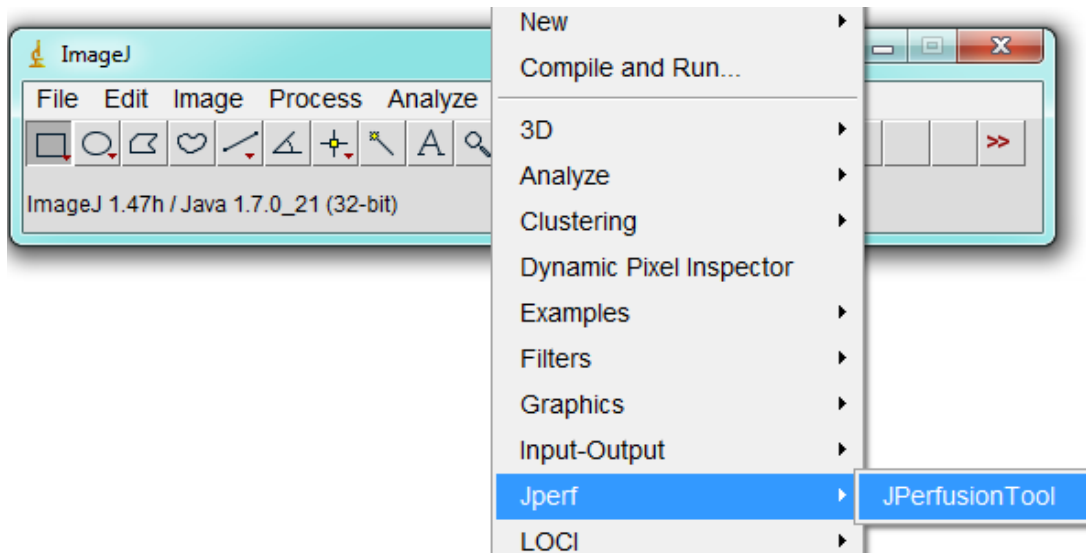 New
ImageJ
Compile and Run...
File Edit Image Process Analyze
3D
A
>>
Analyze
ImageJ 1.47h / Java 1.7.0_21 (32-bit)
Clustering
Dynamic Pixel Inspector
Examples
Filters
Graphics
Input-Output
Jperf
JPerfusionTool
LOCI